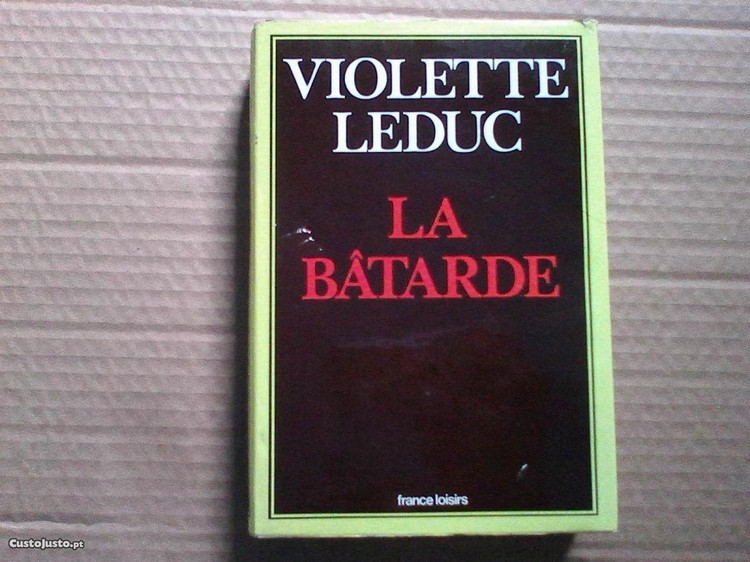 VIOLETTE
LEDUC
LA
BÂTARDE
france loisirs
CustoJusto.pt